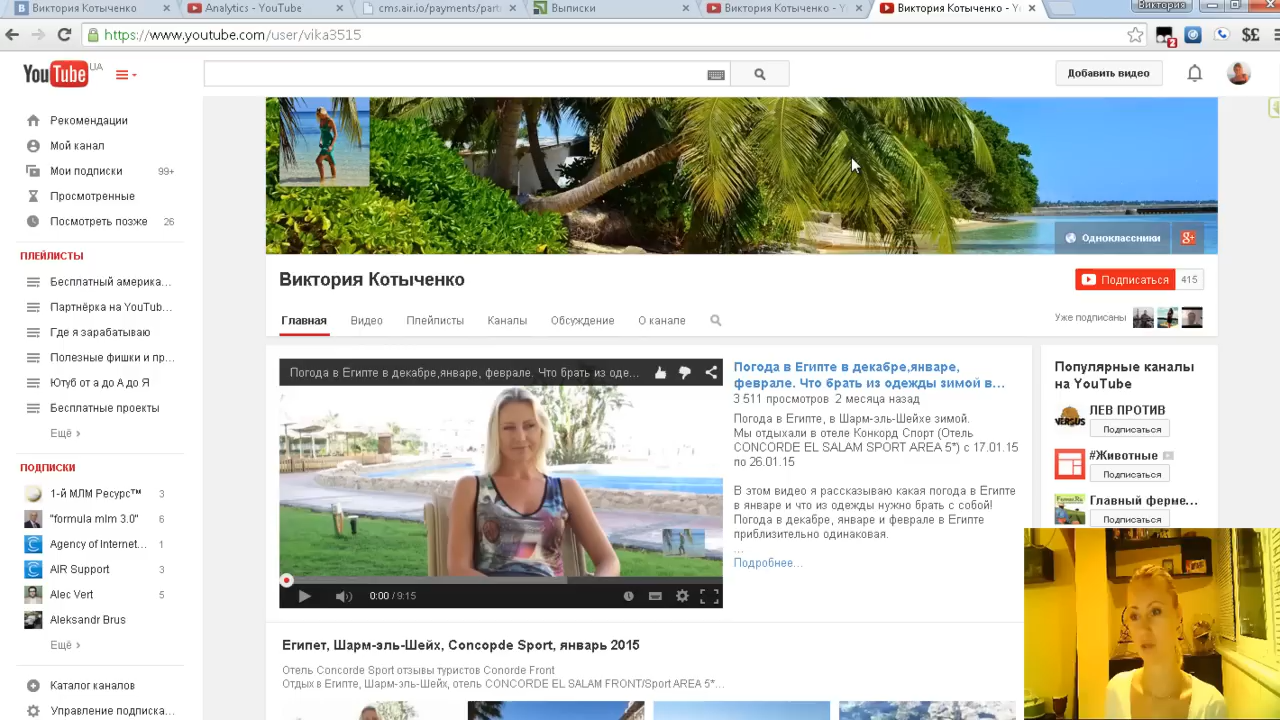 Виктория Котыченко
Analytics - YouTube
cms.air.io/payments/part
Выписки
Виктория Котыченко - Y
Виктория Котыченко - Y
Виктория
https://www.youtube.com/user/vika3515
2
$£
YouTube UA
Добавить видео
Рекомендации
Мой канал
Мои подписки 99+
Просмотренные
Посмотреть позже 26
ПЛЕЙЛИСТЫ
Бесплатный америка...
Партнёрка на YouTub...
Где я зарабатываю
Полезные фишки и пр...
Ютуб от а до А до Я
Бесплатные проекты
Ещё ›
ПОДПИСКИ
1-й МЛМ Ресурс™ 3
"formula mlm 3.0" 6
Agency of Internet... 1
AIR Support 3
Alec Vert 5
Aleksandr Brus
Ещё ›
Каталог каналов
Управление подписка...
Одноклассники
g+
Виктория Котыченко
Подписаться 415
Главная Видео Плейлисты Каналы Обсуждение О канале
Уже подписаны
Погода в Египте в декабре,январе, феврале. Что брать из оде...
0:00 / 9:15
Погода в Египте в декабре,январе,
феврале. Что брать из одежды зимой в...
3 511 просмотров 2 месяца назад
Погода в Египте, в Шарм-эль-Шейхе зимой.
Мы отдыхали в отеле Конкорд Спорт (Отель
CONCORDE EL SALAM SPORT AREA 5*) с 17.01.15
по 26.01.15
В этом видео я рассказываю какая погода в Египте
в январе и что из одежды нужно брать с собой!
Погода в декабре, январе и феврале в Египте
приблизительно одинаковая.
...
Подробнее...
Популярные каналы
на YouTube
VERSUS
ЛЕВ ПРОТИВ
Подписаться
#Животные
Подписаться
Главный ферме...
Подписаться
Египет, Шарм-эль-Шейх, Concopde Sport, январь 2015
Отель Concorde Sport отзывы туристов Conorde Front
Отдых в Египте, Шарм-эль-Шейх, отель CONCORDE EL SALAM FRONT/Sport AREA 5*...